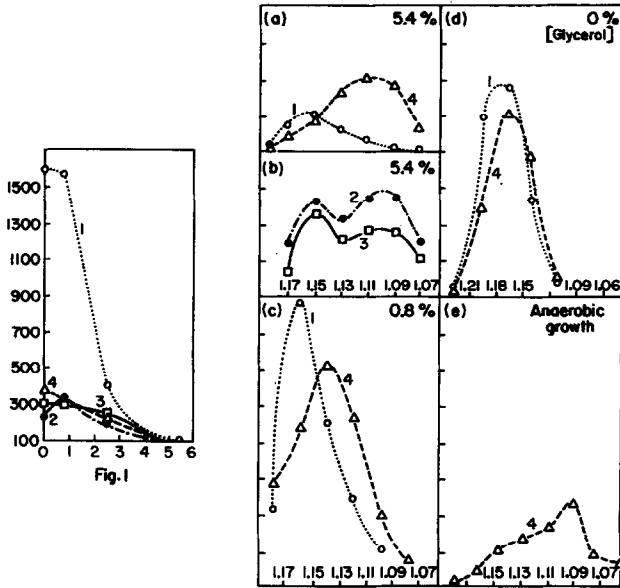 1500
1300
1100
900
700
500
300
100
0 1 2 3 4 5 6
1
4
3
2
Fig.1
(a) 5.4 %
1
4
(b) 5.4 %
2
3
1.17 1.15 1.13 1.11 1.09 1.07
(c) 0.8 %
1
4
1.17 1.15 1.13 1.11 1.09 1.07
(d) 0 %
[Glycerol]
1
4
1.21 1.18 1.15 1.09 1.06
(e) Anaerobic
growth
4
1.15 1.13 1.11 1.09 1.07